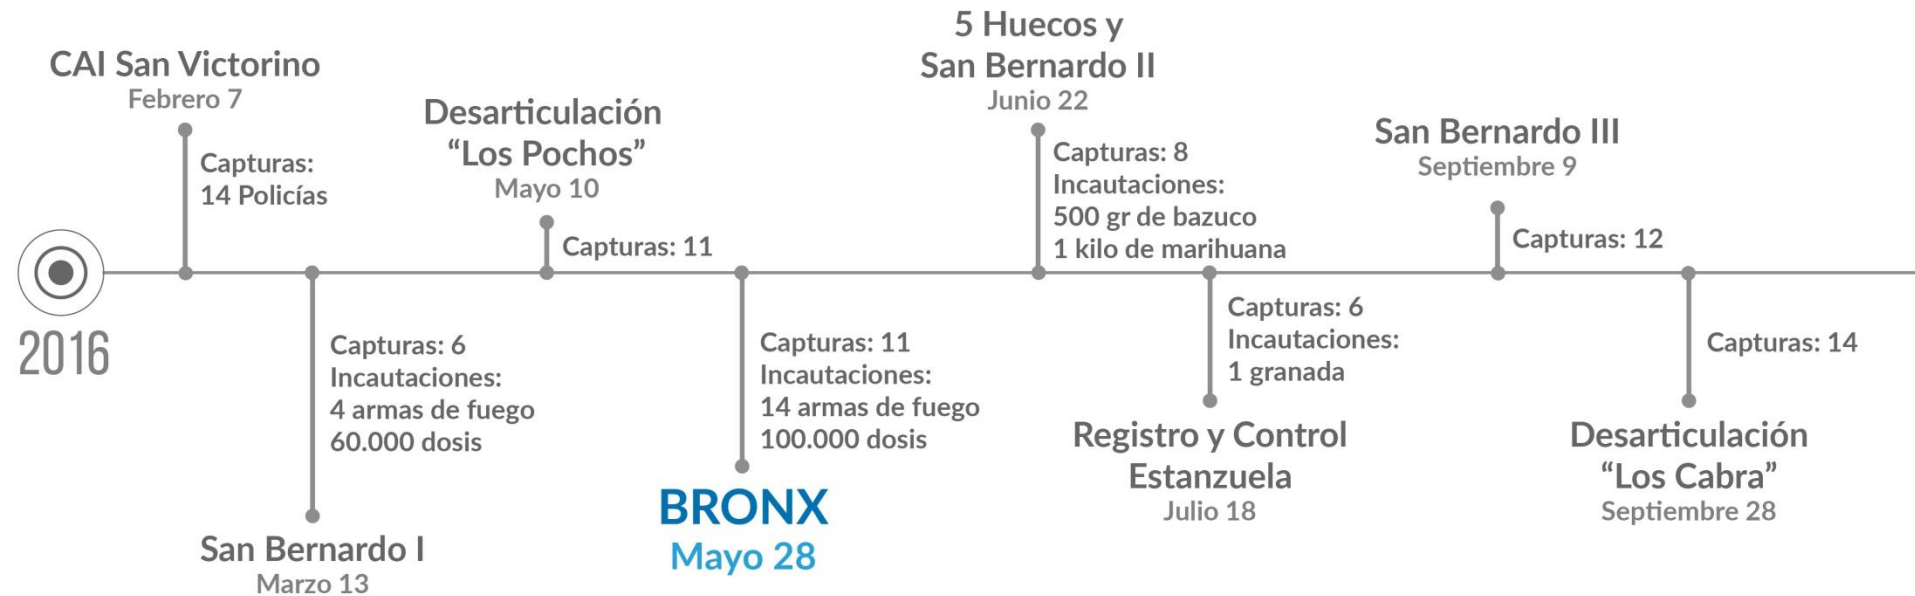 2016
CAI San Victorino
Febrero 7
Capturas:
14 Policías
San Bernardo I
Marzo 13
Capturas: 6
Incautaciones:
4 armas de fuego
60.000 dosis
Desarticulación
“Los Pochos”
Mayo 10
Capturas: 11
BRONX
Mayo 28
Capturas: 11
Incautaciones:
14 armas de fuego
100.000 dosis
5 Huecos y
San Bernardo II
Junio 22
Capturas: 8
Incautaciones:
500 gr de bazuco
1 kilo de marihuana
Registro y Control
Estanzuela
Julio 18
Capturas: 6
Incautaciones:
1 granada
San Bernardo III
Septiembre 9
Capturas: 12
Desarticulación
“Los Cabra”
Septiembre 28
Capturas: 14